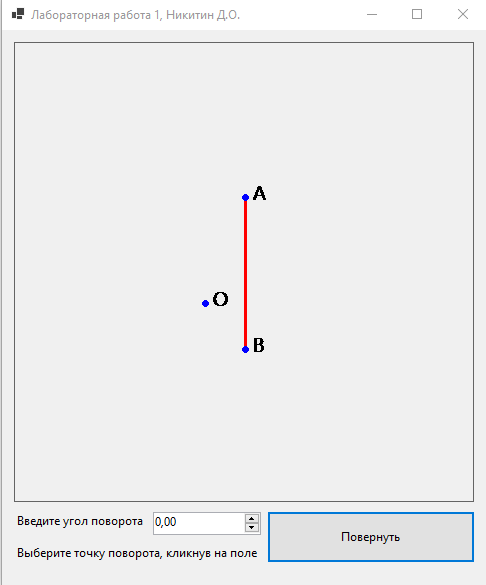 Лабораторная работа 1, Никитин Д.О.
A
O
B
Введите угол поворота 0,00
Повернуть
Выберите точку поворота, кликнув на поле